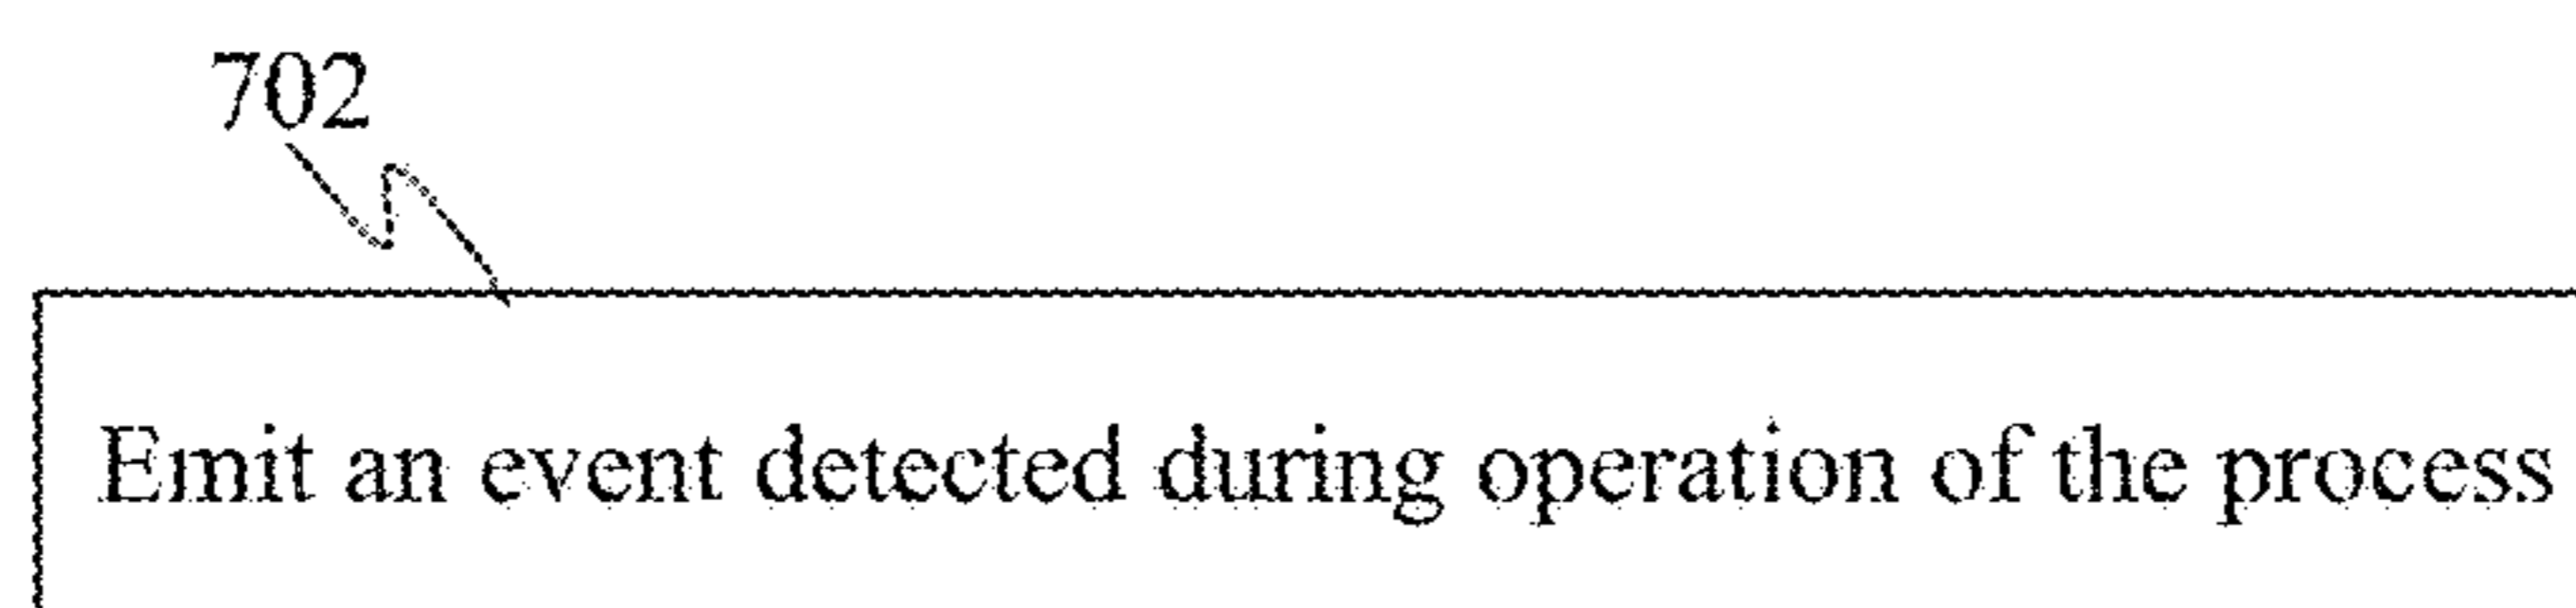 702
Emit an event detected during operation of the process